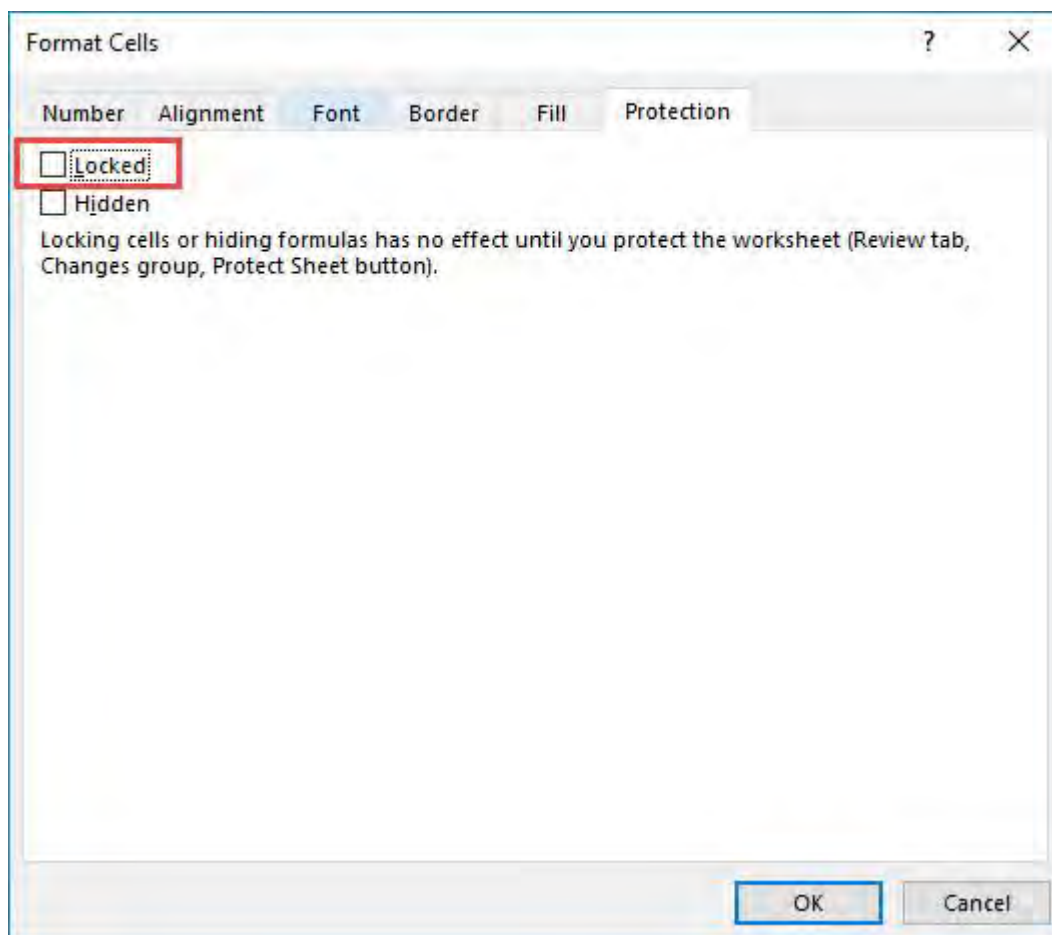 Format Cells ?
Number Alignment Font Border Fill Protection
Locked
Hidden
Locking cells or hiding formulas has no effect until you protect the worksheet (Review tab,
Changes group, Protect Sheet button).
OK Cancel